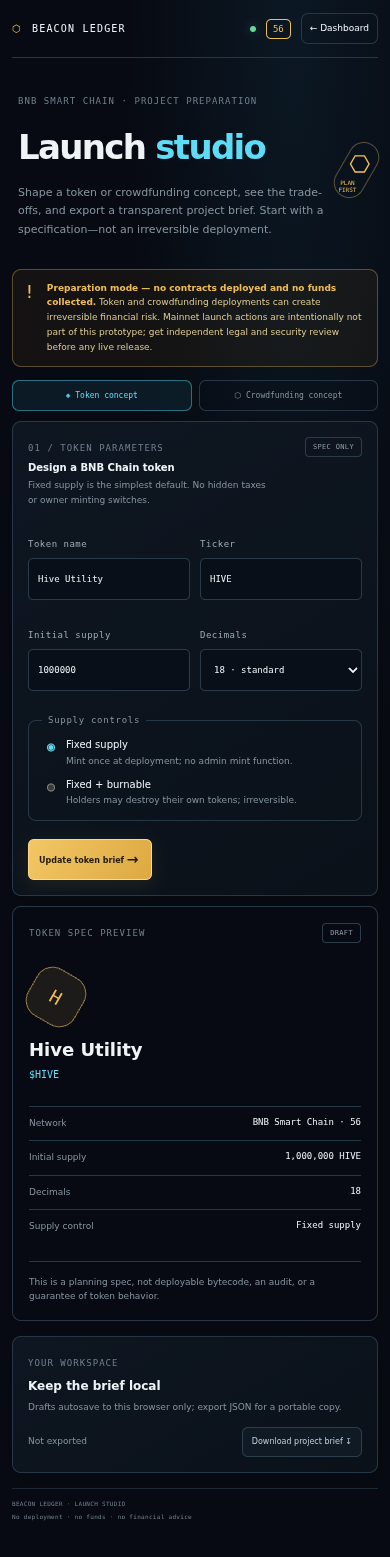 BEACON LEDGER
56
← Dashboard
BNB SMART CHAIN · PROJECT PREPARATION
Launch studio
PLAN
FIRST
Shape a token or crowdfunding concept, see the trade-
offs, and export a transparent project brief. Start with a
specification—not an irreversible deployment.
!
Preparation mode — no contracts deployed and no funds
collected. Token and crowdfunding deployments can create
irreversible financial risk. Mainnet launch actions are intentionally not
part of this prototype; get independent legal and security review
before any live release.
◈ Token concept
⬡ Crowdfunding concept
01 / TOKEN PARAMETERS
SPEC ONLY
Design a BNB Chain token
Fixed supply is the simplest default. No hidden taxes
or owner minting switches.
Token name
Ticker
Hive Utility
HIVE
Initial supply
Decimals
1000000
18 · standard
Supply controls
Fixed supply
Mint once at deployment; no admin mint function.
Fixed + burnable
Holders may destroy their own tokens; irreversible.
Update token brief →
TOKEN SPEC PREVIEW
DRAFT
H
Hive Utility
$HIVE
Network
BNB Smart Chain · 56
Initial supply
1,000,000 HIVE
Decimals
18
Supply control
Fixed supply
This is a planning spec, not deployable bytecode, an audit, or a
guarantee of token behavior.
YOUR WORKSPACE
Keep the brief local
Drafts autosave to this browser only; export JSON for a portable copy.
Not exported
Download project brief ↧
BEACON LEDGER · LAUNCH STUDIO
No deployment · no funds · no financial advice